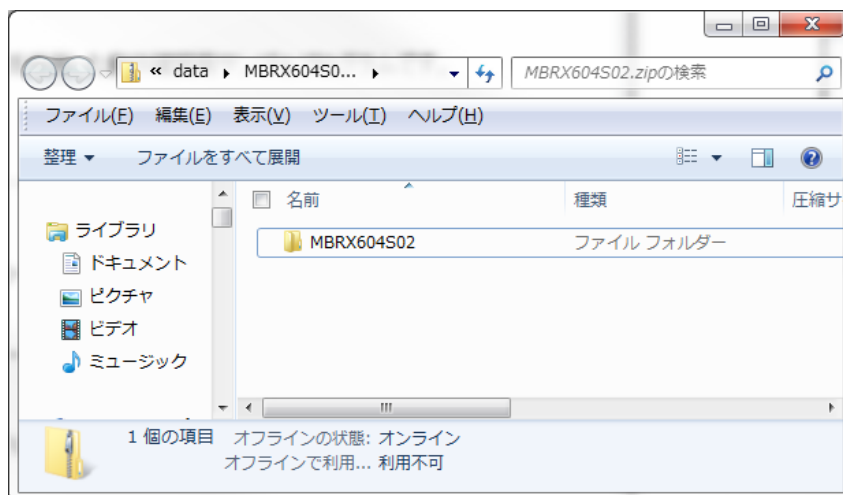 « data ▸ MBRX604S0... ▸
MBRX604S02.zipの検索
ファイル(F) 編集(E) 表示(V) ツール(T) ヘルプ(H)
整理 ▼ ファイルをすべて展開
名前 種類 圧縮サ
ライブラリ
ドキュメント
ピクチャ
ビデオ
ミュージック
MBRX604S02 ファイル フォルダー
1 個の項目 オフラインの状態: オンライン
オフラインで利用... 利用不可